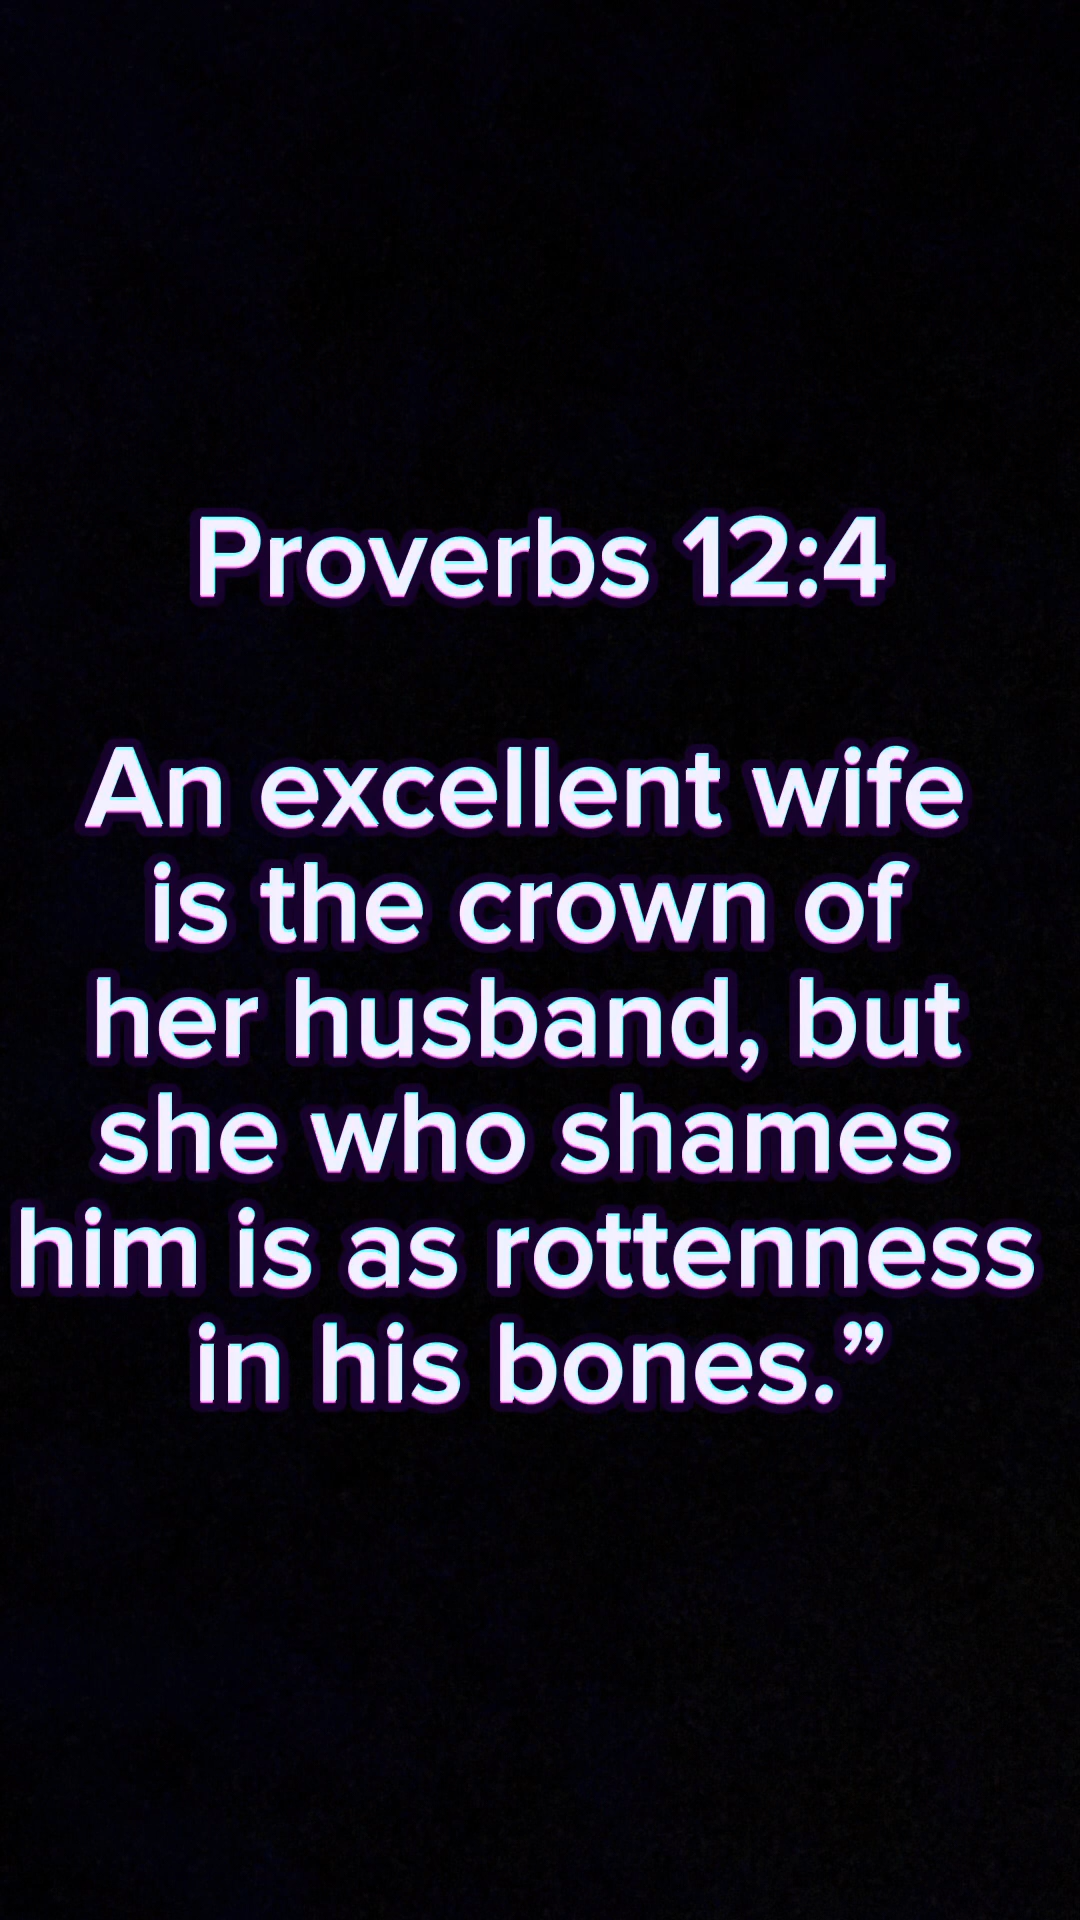 Proverbs 12:4
An excellent wife
is the crown of
her husband, but
she who shames
him is as rottenness
in his bones.”